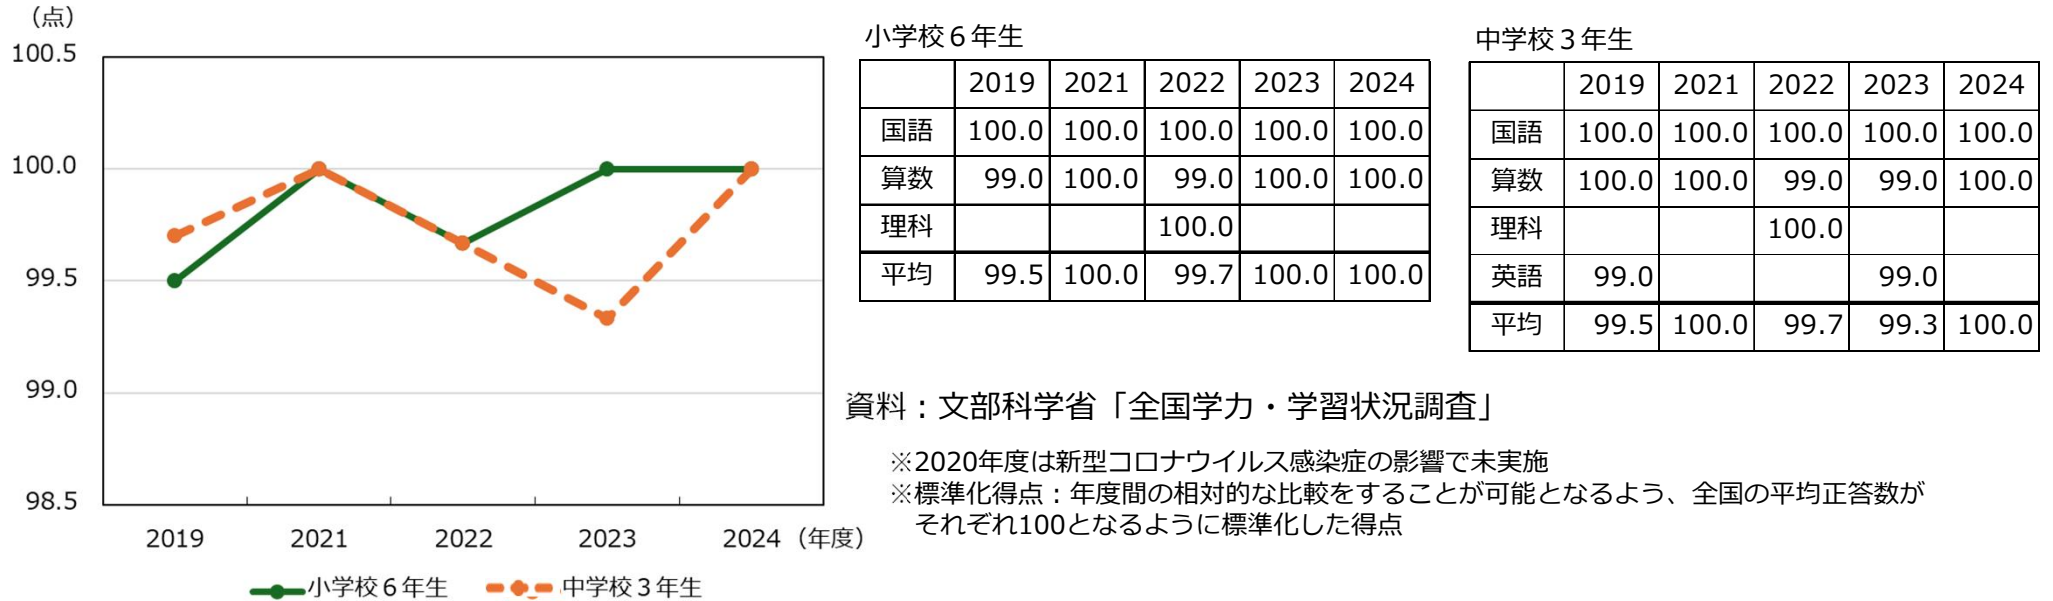 （点）
100.5
100.0
99.5
99.0
98.5
2019 2021 2022 2023 2024 （年度）
小学校６年生 中学校３年生
小学校６年生
2019 2021 2022 2023 2024
国語 100.0 100.0 100.0 100.0 100.0
算数 99.0 100.0 99.0 100.0 100.0
理科 100.0
平均 99.5 100.0 99.7 100.0 100.0
中学校３年生
2019 2021 2022 2023 2024
国語 100.0 100.0 100.0 100.0 100.0
算数 100.0 100.0 99.0 99.0 100.0
理科 100.0
英語 99.0 99.0
平均 99.5 100.0 99.7 99.3 100.0
資料：文部科学省「全国学力・学習状況調査」
※2020年度は新型コロナウイルス感染症の影響で未実施
※標準化得点：年度間の相対的な比較をすることが可能となるよう、全国の平均正答数が
それぞれ100となるように標準化した得点